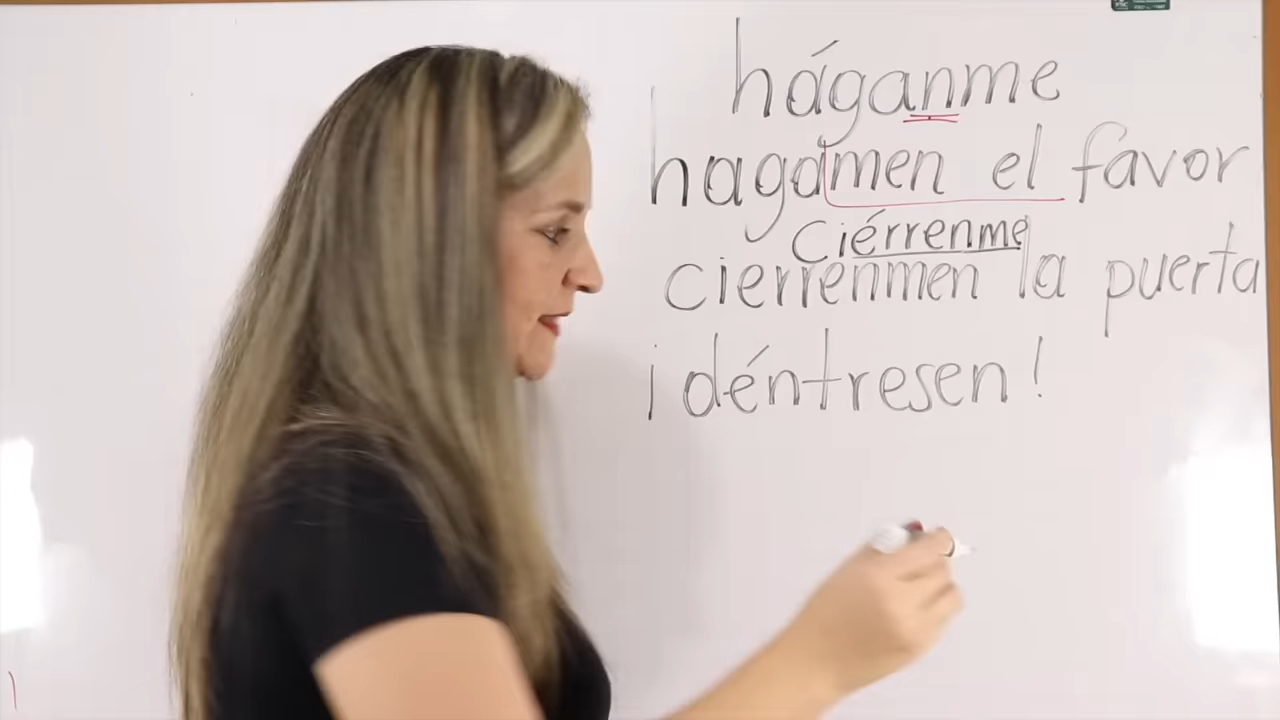 háganme
hagamen el favor
ciérrenme
cierrenmen la puerta
¡déntresen!